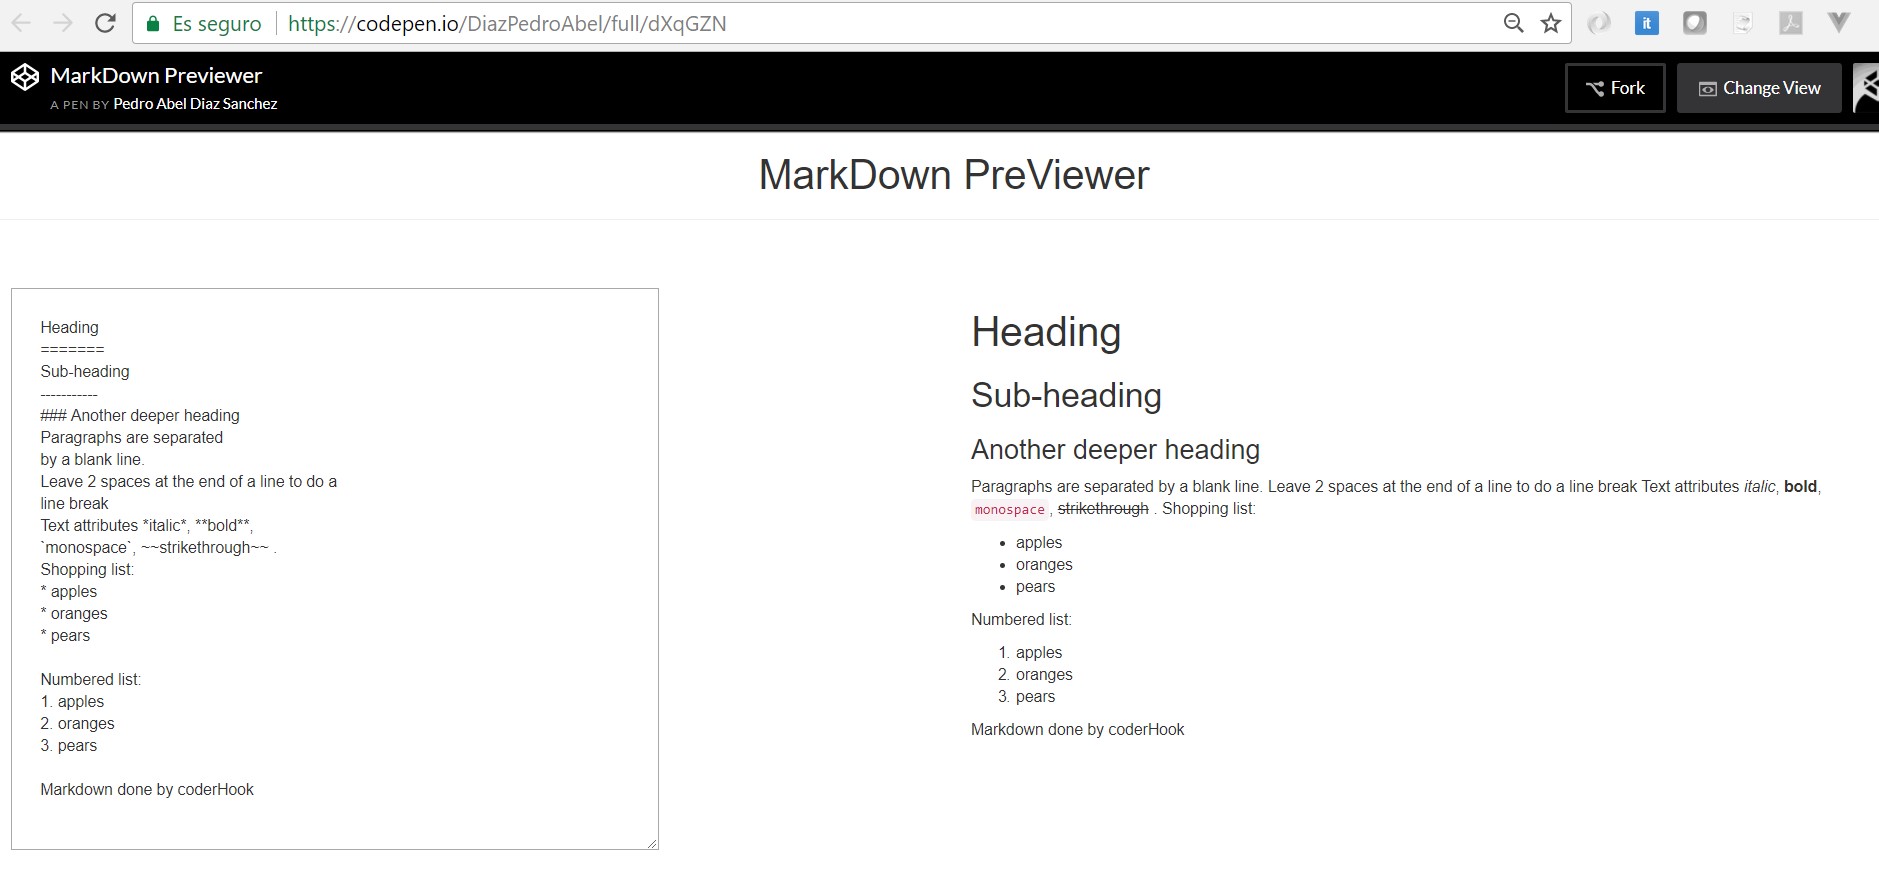 Es seguro https://codepen.io/DiazPedroAbel/full/dXqGZN
it
MarkDown Previewer
A PEN BY Pedro Abel Diaz Sanchez
Fork
Change View
MarkDown PreViewer
Heading
=======
Sub-heading
-----------
### Another deeper heading
Paragraphs are separated
by a blank line.
Leave 2 spaces at the end of a line to do a
line break
Text attributes *italic*, **bold**,
`monospace`, ~~strikethrough~~ .
Shopping list:
* apples
* oranges
* pears
Numbered list:
1. apples
2. oranges
3. pears
Markdown done by coderHook
Heading
Sub-heading
Another deeper heading
Paragraphs are separated by a blank line. Leave 2 spaces at the end of a line to do a line break Text attributes italic, bold,
monospace, strikethrough . Shopping list:
• apples
• oranges
• pears
Numbered list:
1. apples
2. oranges
3. pears
Markdown done by coderHook